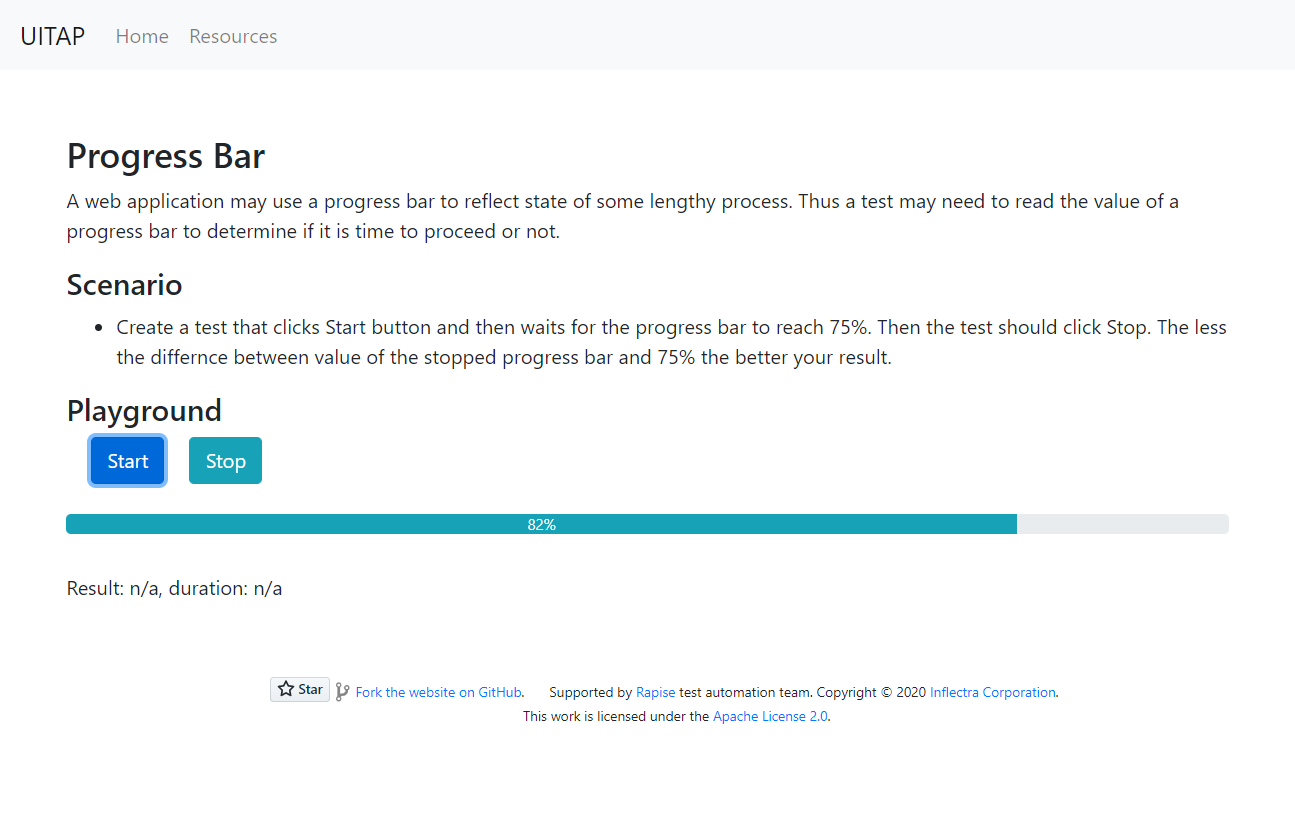 UITAP Home Resources
Progress Bar
A web application may use a progress bar to reflect state of some lengthy process. Thus a test may need to read the value of a
progress bar to determine if it is time to proceed or not.
Scenario
Create a test that clicks Start button and then waits for the progress bar to reach 75%. Then the test should click Stop. The less
the differnce between value of the stopped progress bar and 75% the better your result.
Playground
Start Stop
82%
Result: n/a, duration: n/a
Star Fork the website on GitHub. Supported by Rapise test automation team. Copyright © 2020 Inflectra Corporation.
This work is licensed under the Apache License 2.0.